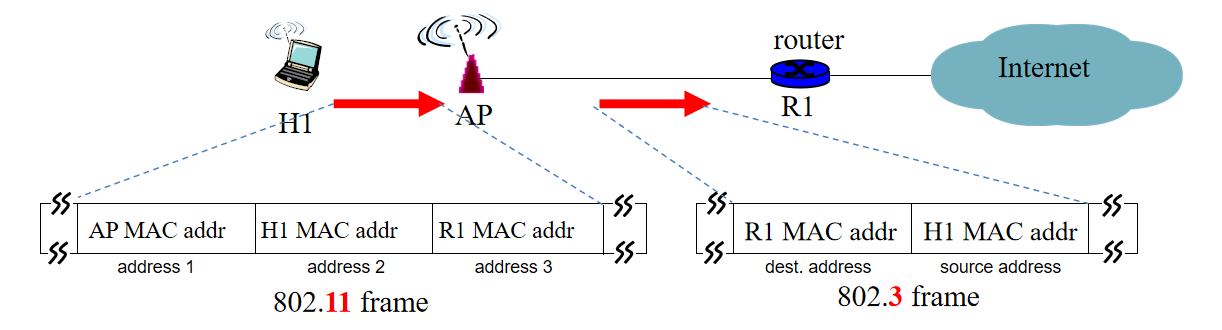 router
Internet
H1
AP
R1
AP MAC addr
H1 MAC addr
R1 MAC addr
address 1
address 2
address 3
802.11 frame
R1 MAC addr
H1 MAC addr
dest. address
source address
802.3 frame